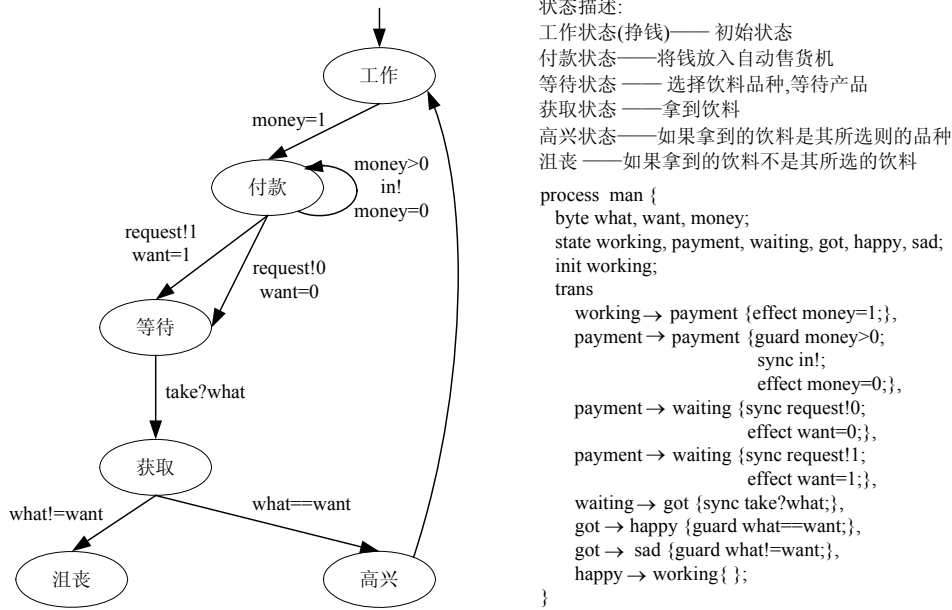 工作
money=1
付款
money>0
in!
money=0
request!1
want=1
request!0
want=0
等待
take?what
获取
what!=want
what==want
沮丧
高兴
状态描述:
工作状态(挣钱)—— 初始状态
付款状态——将钱放入自动售货机
等待状态 —— 选择饮料品种,等待产品
获取状态 ——拿到饮料
高兴状态——如果拿到的饮料是其所选则的品种
沮丧 ——如果拿到的饮料不是其所选的饮料
process man {
byte what, want, money;
state working, payment, waiting, got, happy, sad;
init working;
trans
working→ payment {effect money=1;},
payment→ payment {guard money>0;
sync in!;
effect money=0;},
payment→ waiting {sync request!0;
effect want=0;},
payment→ waiting {sync request!1;
effect want=1;},
waiting→ got {sync take?what;},
got→ happy {guard what==want;},
got→ sad {guard what!=want;},
happy→ working{ };
}